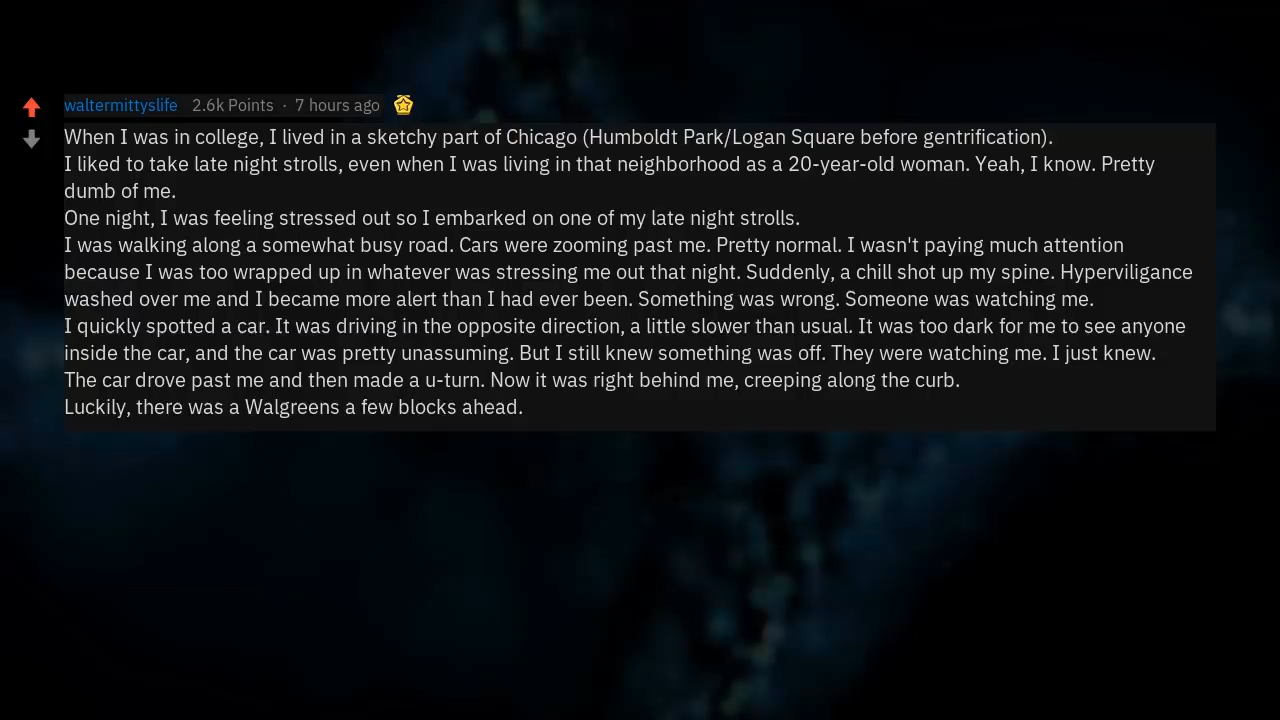 waltermittyslife 2.6k Points · 7 hours ago
When I was in college, I lived in a sketchy part of Chicago (Humboldt Park/Logan Square before gentrification).
I liked to take late night strolls, even when I was living in that neighborhood as a 20-year-old woman. Yeah, I know. Pretty
dumb of me.
One night, I was feeling stressed out so I embarked on one of my late night strolls.
I was walking along a somewhat busy road. Cars were zooming past me. Pretty normal. I wasn't paying much attention
because I was too wrapped up in whatever was stressing me out that night. Suddenly, a chill shot up my spine. Hyperviligance
washed over me and I became more alert than I had ever been. Something was wrong. Someone was watching me.
I quickly spotted a car. It was driving in the opposite direction, a little slower than usual. It was too dark for me to see anyone
inside the car, and the car was pretty unassuming. But I still knew something was off. They were watching me. I just knew.
The car drove past me and then made a u-turn. Now it was right behind me, creeping along the curb.
Luckily, there was a Walgreens a few blocks ahead.